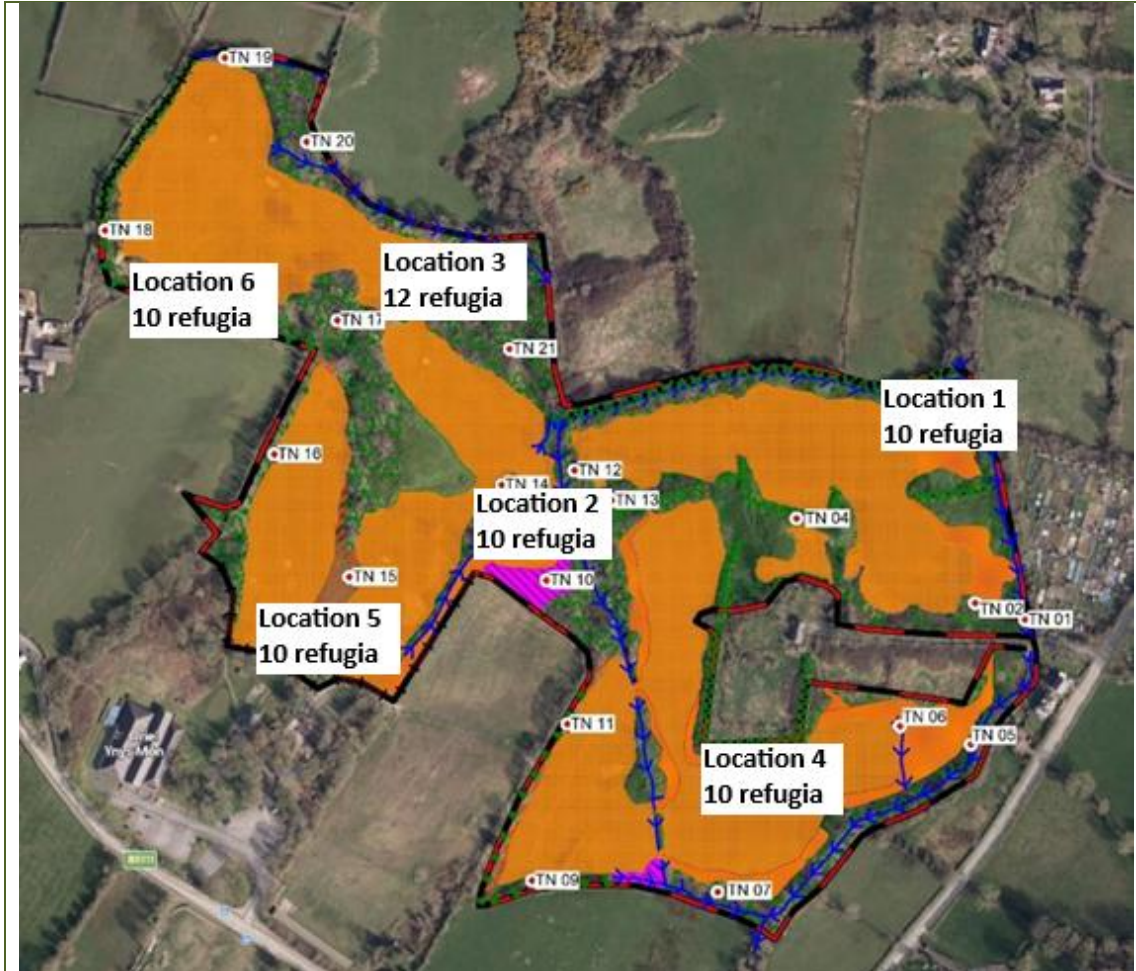 TN 19
TN 20
TN 18
Location 3
12 refugia
Location 6
10 refugia
TN 17
TN 21
Location 1
10 refugia
TN 16
TN 12
TN 14
TN 13
Location 2
10 refugia
TN 04
TN 15
TN 10
TN 02
TN 01
Location 5
10 refugia
TN 06
TN 11
Ynys Môn
TN 05
Location 4
10 refugia
TN 09
TN 07